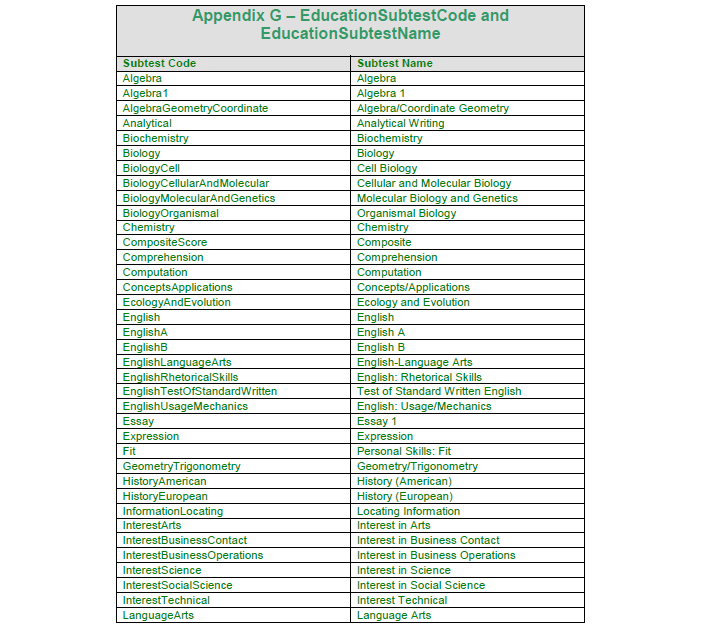 Appendix G – EducationSubtestCode and
EducationSubtestName
Subtest Code Subtest Name
Algebra Algebra
Algebra1 Algebra 1
AlgebraGeometryCoordinate Algebra/Coordinate Geometry
Analytical Analytical Writing
Biochemistry Biochemistry
Biology Biology
BiologyCell Cell Biology
BiologyCellularAndMolecular Cellular and Molecular Biology
BiologyMolecularAndGenetics Molecular Biology and Genetics
BiologyOrganismal Organismal Biology
Chemistry Chemistry
CompositeScore Composite
Comprehension Comprehension
Computation Computation
ConceptsApplications Concepts/Applications
EcologyAndEvolution Ecology and Evolution
English English
EnglishA English A
EnglishB English B
EnglishLanguageArts English-Language Arts
EnglishRhetoricalSkills English: Rhetorical Skills
EnglishTestOfStandardWritten Test of Standard Written English
EnglishUsageMechanics English: Usage/Mechanics
Essay Essay 1
Expression Expression
Fit Personal Skills: Fit
GeometryTrigonometry Geometry/Trigonometry
HistoryAmerican History (American)
HistoryEuropean History (European)
InformationLocating Locating Information
InterestArts Interest in Arts
InterestBusinessContact Interest in Business Contact
InterestBusinessOperations Interest in Business Operations
InterestScience Interest in Science
InterestSocialScience Interest in Social Science
InterestTechnical Interest Technical
LanguageArts Language Arts